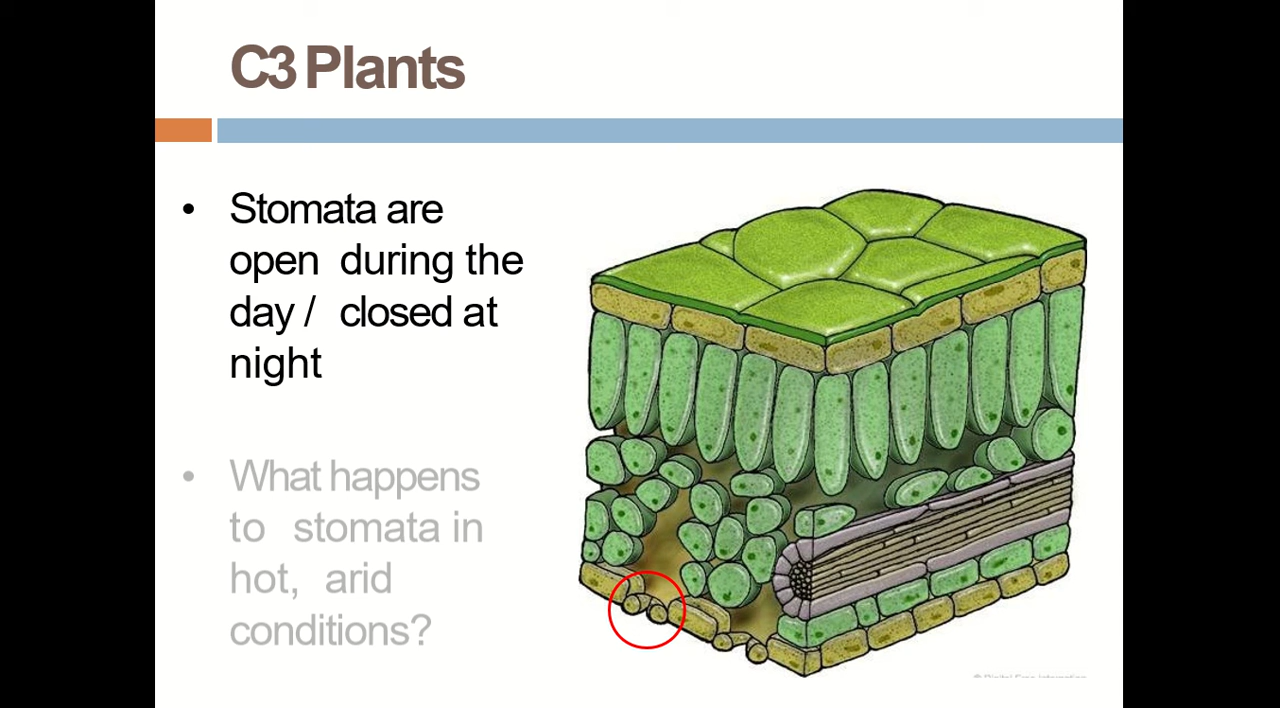 C3 Plants
• Stomata are
open during the
day / closed at
night
• What happens
to stomata in
hot, arid
conditions?